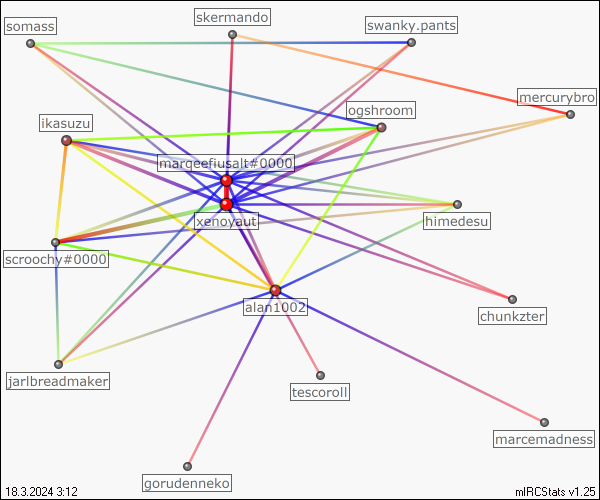 skermando
somass
swanky.pants
mercurybro
ogshroom
ikasuzu
marqeefiusalt#0000
xenoyaut
himedesu
scroochy#0000
alan1002
chunkzter
jarlbreadmaker
tescoroll
marcemadness
gorudenneko
18.3.2024 3:12
mIRCStats v1.25